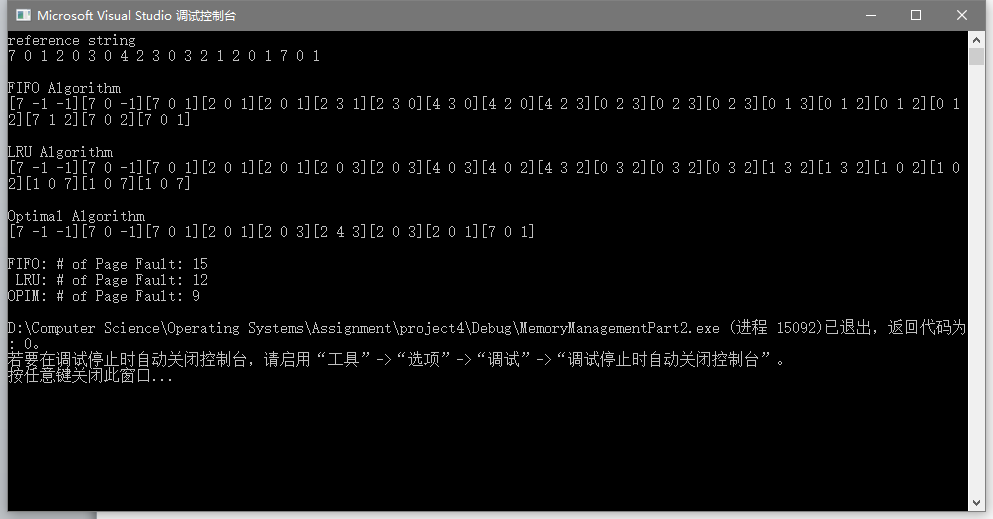 Microsoft Visual Studio 调试控制台
reference string
7 0 1 2 0 3 0 4 2 3 0 3 2 1 2 0 1 7 0 1
FIFO Algorithm
[7 -1 -1][7 0 -1][7 0 1][2 0 1][2 0 1][2 3 1][2 3 0][4 3 0][4 2 0][4 2 3][0 2 3][0 2 3][0 2 3][0 1 3][0 1 2][0 1 2][0 1
2][7 1 2][7 0 2][7 0 1]
LRU Algorithm
[7 -1 -1][7 0 -1][7 0 1][2 0 1][2 0 1][2 0 3][2 0 3][4 0 3][4 0 2][4 3 2][0 3 2][0 3 2][0 3 2][1 3 2][1 3 2][1 0 2][1 0
2][1 0 7][1 0 7][1 0 7]
Optimal Algorithm
[7 -1 -1][7 0 -1][7 0 1][2 0 1][2 0 3][2 4 3][2 0 3][2 0 1][7 0 1]
FIFO: # of Page Fault: 15
LRU: # of Page Fault: 12
OPIM: # of Page Fault: 9
D:\Computer Science\Operating Systems\Assignment\project4\Debug\MemoryManagementPart2.exe (进程 15092)已退出，返回代码为
: 0。
若要在调试停止时自动关闭控制台，请启用“工具”->“选项”->“调试”->“调试停止时自动关闭控制台”。
按任意键关闭此窗口...